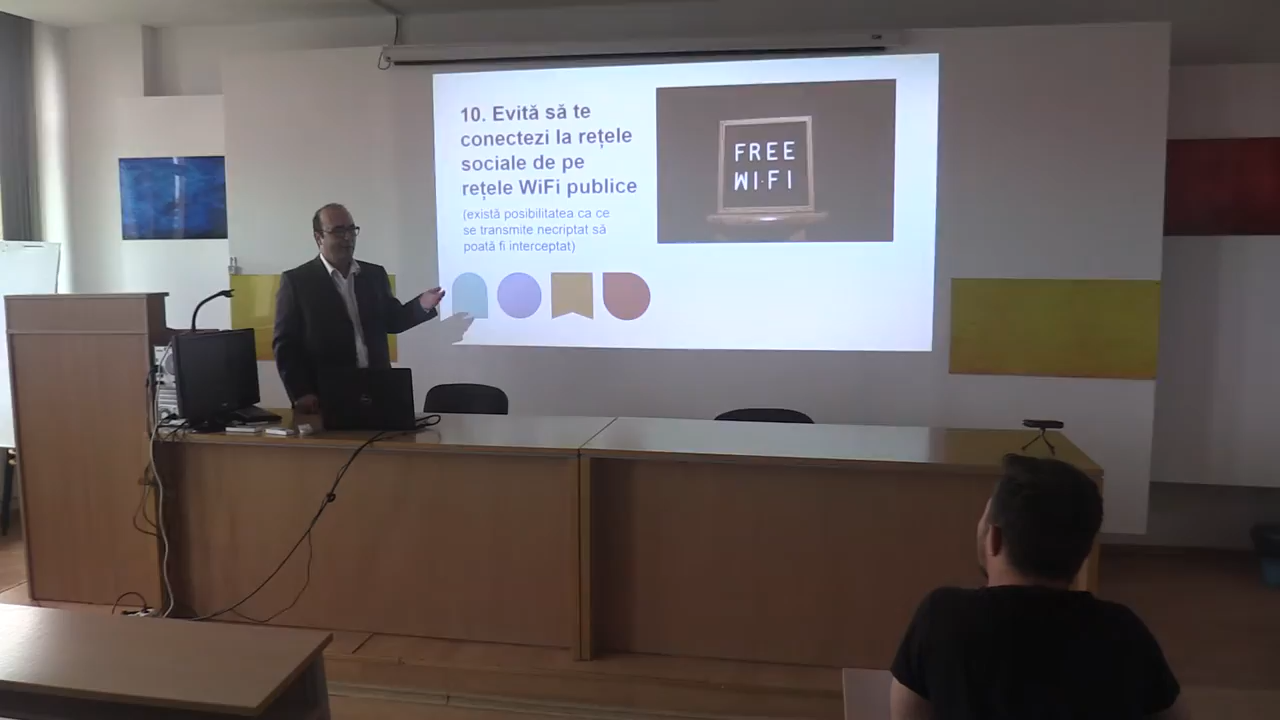 10. Evită să te
conectezi la rețele
sociale de pe
rețele WiFi publice
(există posibilitatea ca ce
se transmite necriptat să
poată fi interceptat)
FREE
WI·FI